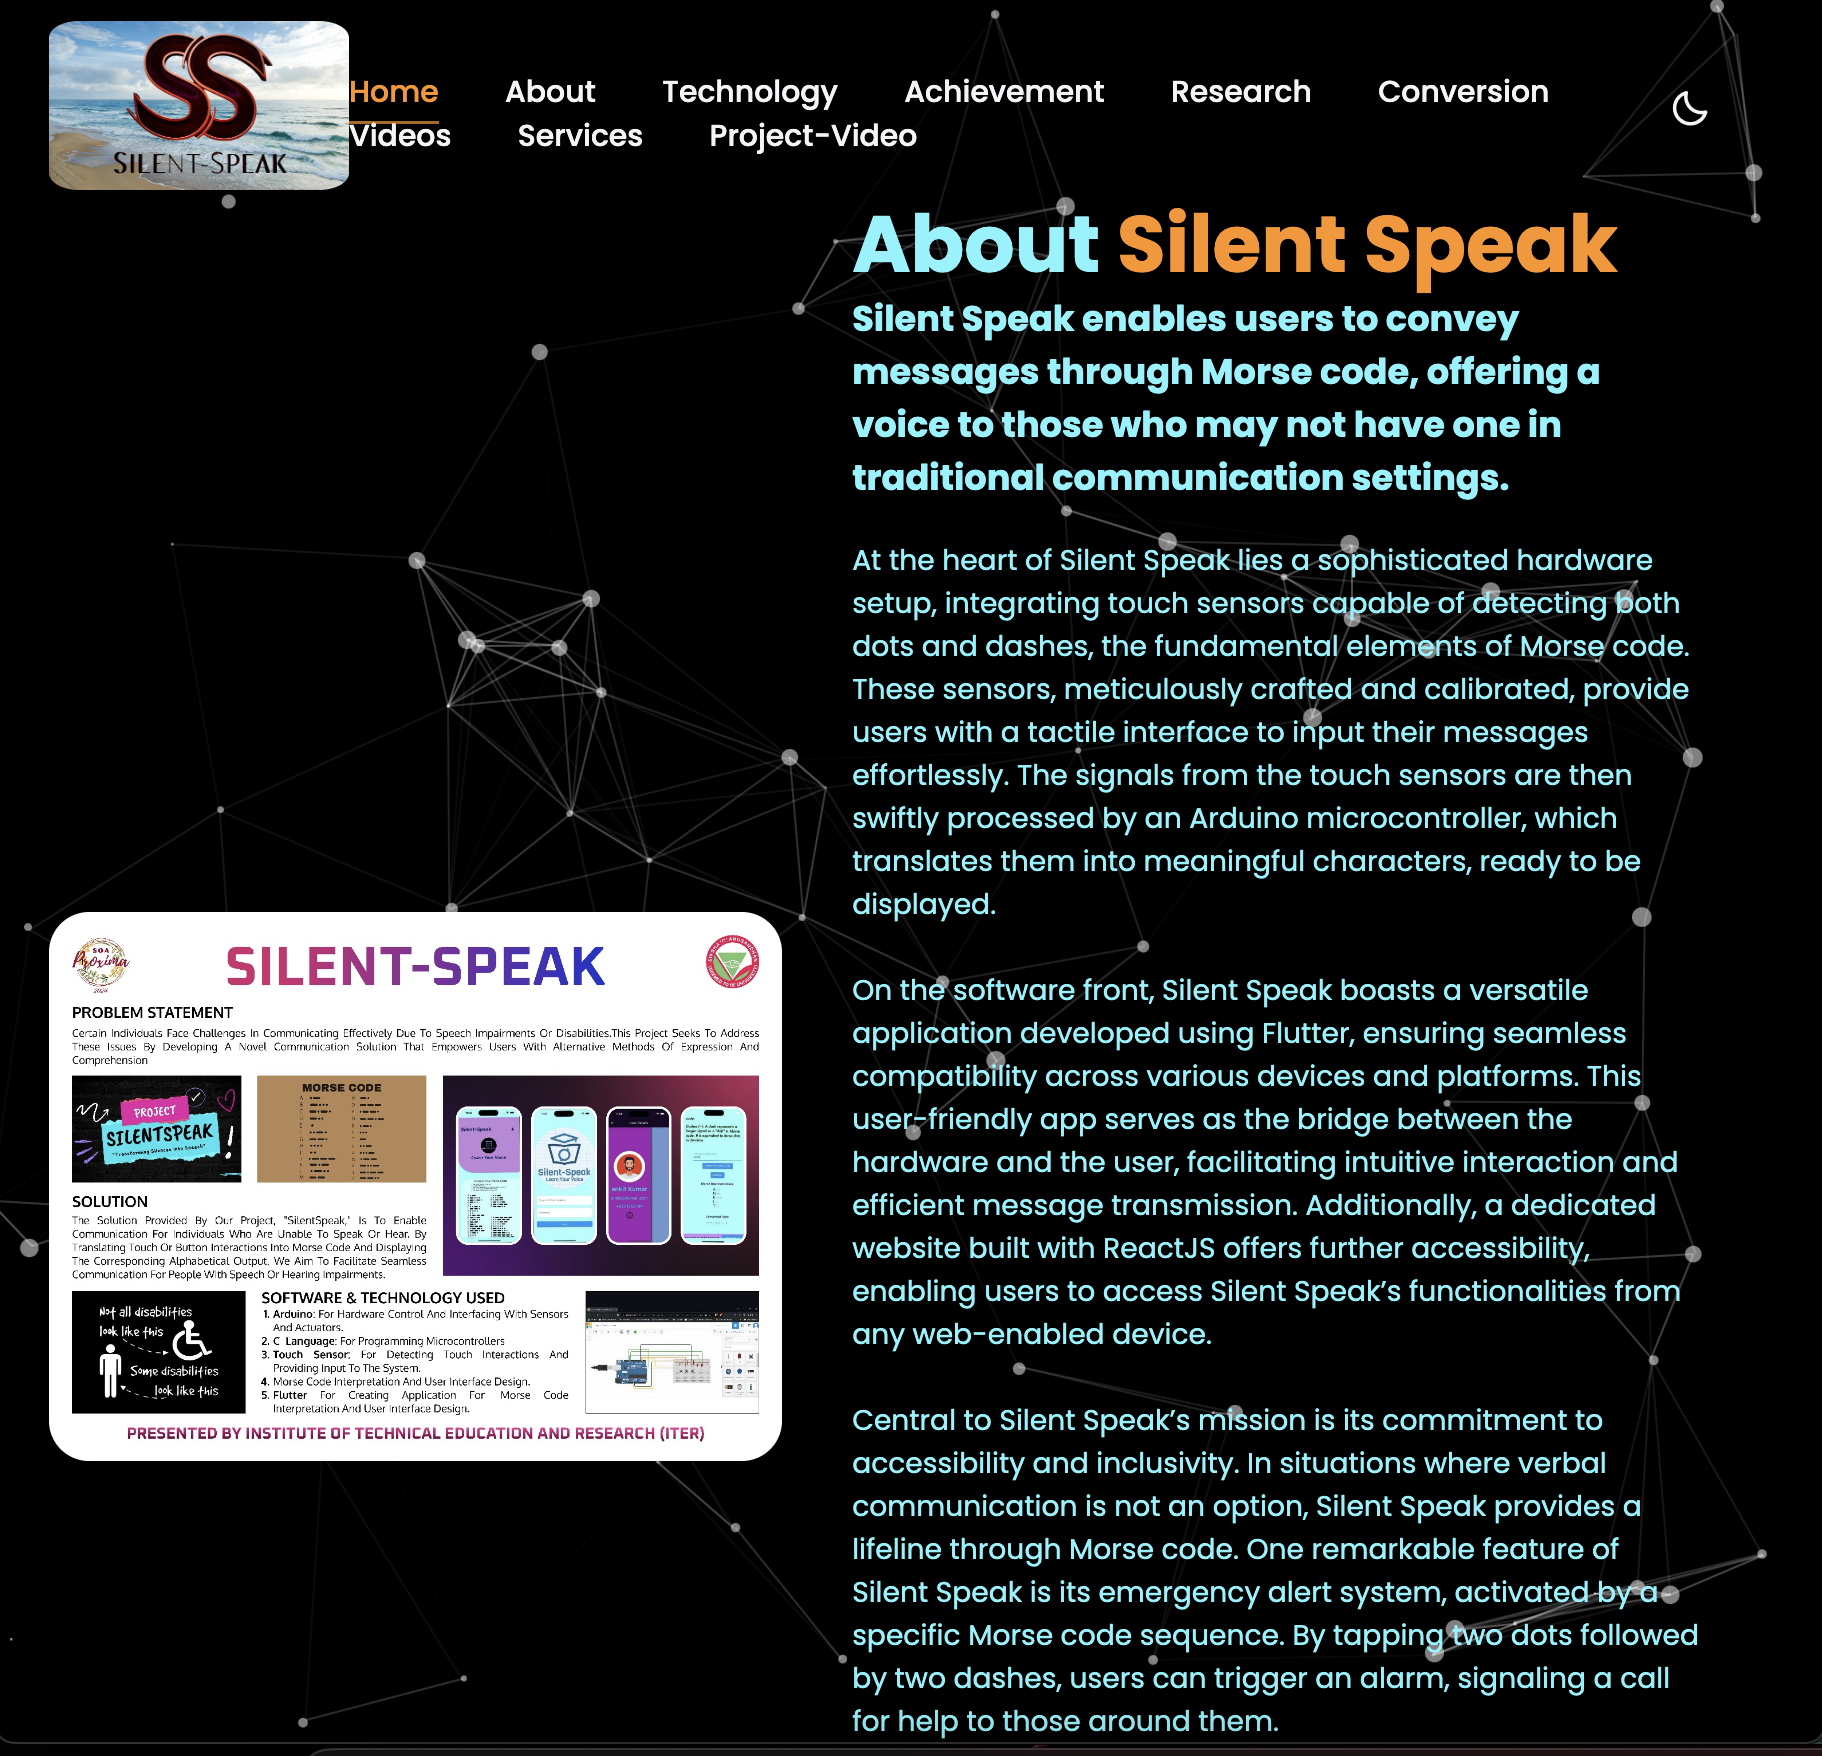 SS
SILENT-SPEAK
Home About Technology Achievement Research Conversion
Videos Services Project-Video
About Silent Speak
Silent Speak enables users to convey
messages through Morse code, offering a
voice to those who may not have one in
traditional communication settings.
At the heart of Silent Speak lies a sophisticated hardware
setup, integrating touch sensors capable of detecting both
dots and dashes, the fundamental elements of Morse code.
These sensors, meticulously crafted and calibrated, provide
users with a tactile interface to input their messages
effortlessly. The signals from the touch sensors are then
swiftly processed by an Arduino microcontroller, which
translates them into meaningful characters, ready to be
displayed.
On the software front, Silent Speak boasts a versatile
application developed using Flutter, ensuring seamless
compatibility across various devices and platforms. This
user-friendly app serves as the bridge between the
hardware and the user, facilitating intuitive interaction and
efficient message transmission. Additionally, a dedicated
website built with ReactJS offers further accessibility,
enabling users to access Silent Speak’s functionalities from
any web-enabled device.
Central to Silent Speak’s mission is its commitment to
accessibility and inclusivity. In situations where verbal
communication is not an option, Silent Speak provides a
lifeline through Morse code. One remarkable feature of
Silent Speak is its emergency alert system, activated by a
specific Morse code sequence. By tapping two dots followed
by two dashes, users can trigger an alarm, signaling a call
for help to those around them.
SOA
Proxima
2024
SILENT-SPEAK
PROBLEM STATEMENT
Certain Individuals Face Challenges In Communicating Effectively Due To Speech Impairments Or Disabilities.This Project Seeks To Address
These Issues By Developing A Novel Communication Solution That Empowers Users With Alternative Methods Of Expression And
Comprehension
PROJECT
SILENTSPEAK
"Transforming Silence into Speech"
MORSE CODE
Silent-Speak
Silent-Speak
Learn Your Voice
Ankit Kumar
SOLUTION
The Solution Provided By Our Project, "SilentSpeak," Is To Enable
Communication For Individuals Who Are Unable To Speak Or Hear. By
Translating Touch Or Button Interactions Into Morse Code And Displaying
The Corresponding Alphabetical Output, We Aim To Facilitate Seamless
Communication For People With Speech Or Hearing Impairments.
Not all disabilities
look like this
Some disabilities
look like this
SOFTWARE & TECHNOLOGY USED
1. Arduino: For Hardware Control And Interfacing With Sensors
And Actuators.
2. C Language: For Programming Microcontrollers
3. Touch Sensor: For Detecting Touch Interactions And
Providing Input To The System.
4. Morse Code Interpretation And User Interface Design.
5. Flutter For Creating Application For Morse Code
Interpretation And User Interface Design.
PRESENTED BY INSTITUTE OF TECHNICAL EDUCATION AND RESEARCH (ITER)